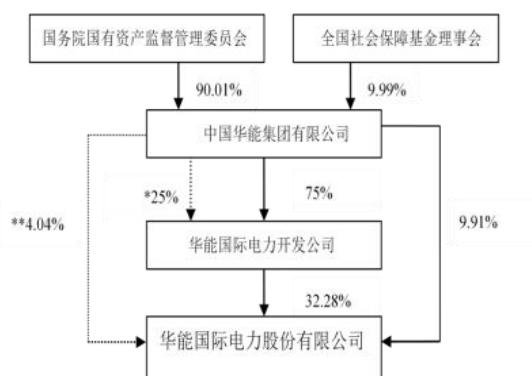 国务院国有资产监督管理委员会
全国社会保障基金理事会
90.01%
9.99%
中国华能集团有限公司
*25%
75%
**4.04%
9.91%
华能国际电力开发公司
32.28%
华能国际电力股份有限公司